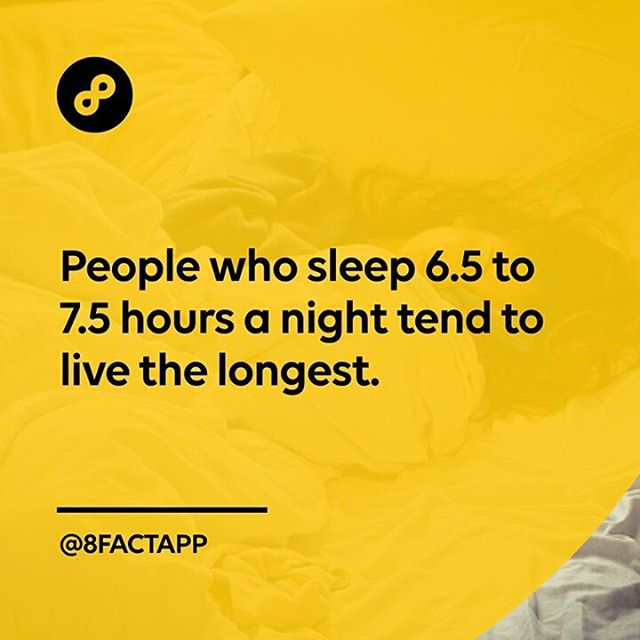 People who sleep 6.5 to
7.5 hours a night tend to
live the longest.
@8FACTAPP